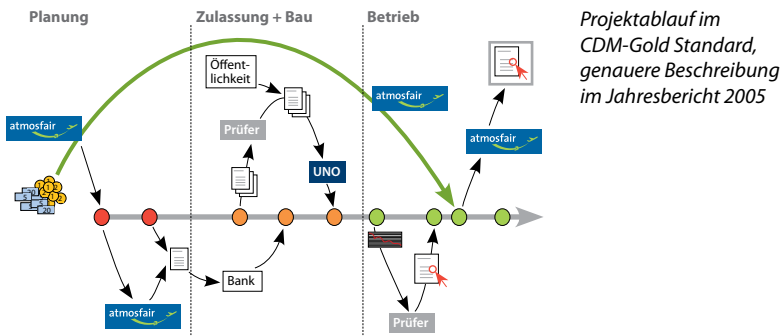 Planung
Zulassung + Bau
Betrieb
Projektablauf im
CDM-Gold Standard,
genauere Beschreibung
im Jahresbericht 2005
Öffent-
lichkeit
atmosfair
atmosfair
Prüfer
atmosfair
UNO
Bank
atmosfair
Prüfer